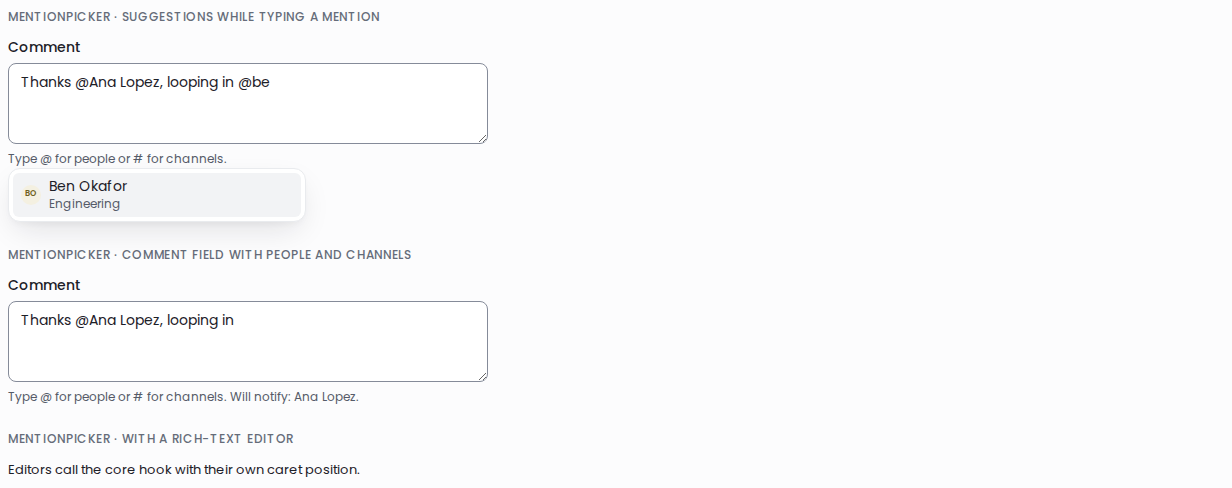 MENTIONPICKER · SUGGESTIONS WHILE TYPING A MENTION
Comment
Thanks @Ana Lopez, looping in @be
Type @ for people or # for channels.
BO
Ben Okafor
Engineering
MENTIONPICKER · COMMENT FIELD WITH PEOPLE AND CHANNELS
Comment
Thanks @Ana Lopez, looping in
Type @ for people or # for channels. Will notify: Ana Lopez.
MENTIONPICKER · WITH A RICH-TEXT EDITOR
Editors call the core hook with their own caret position.